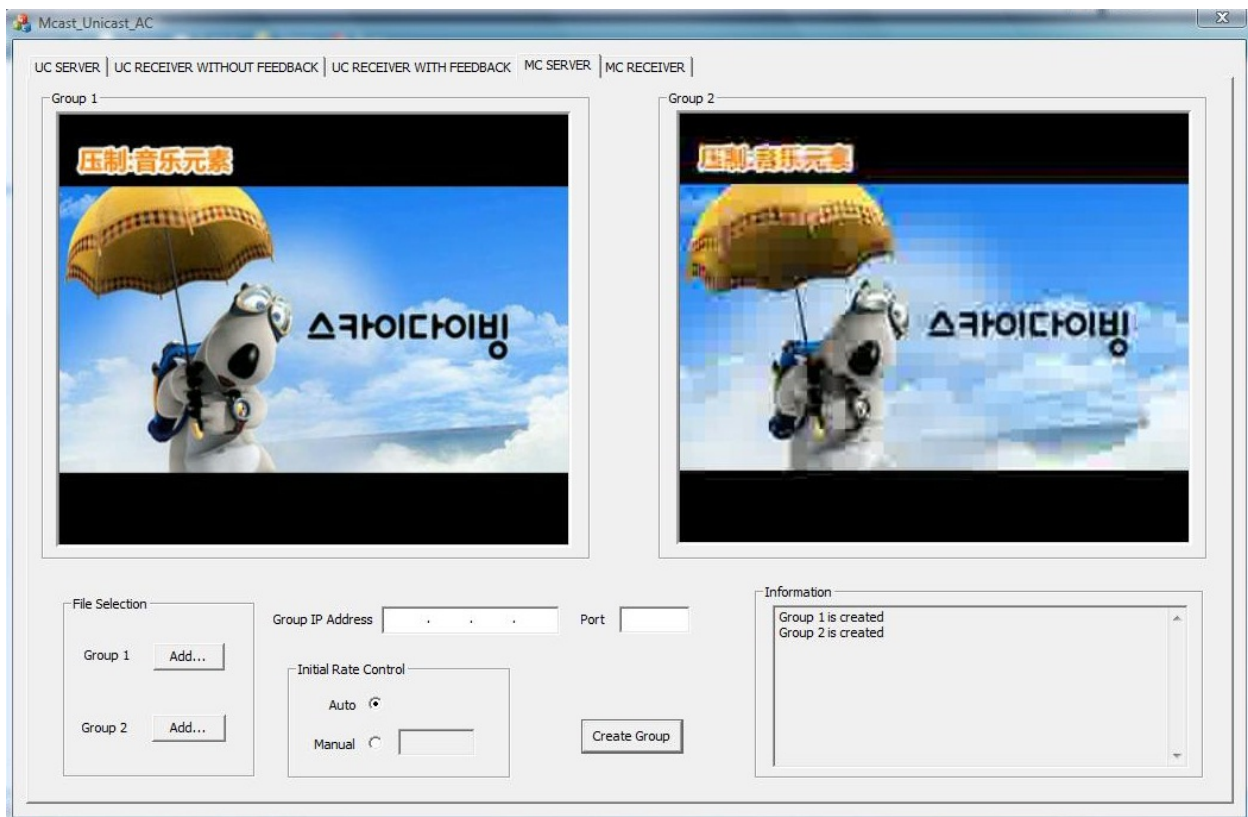 Mcast_Unicast_AC
X
UC SERVER
UC RECEIVER WITHOUT FEEDBACK
UC RECEIVER WITH FEEDBACK
MC SERVER
MC RECEIVER
Group 1
压制:音乐元素
스카이다이빙
Group 2
压制:音乐元素
스카이다이빙
File Selection
Group 1
Add...
Group 2
Add...
Group IP Address
Port
Initial Rate Control
Auto
Manual
Create Group
Information
Group 1 is created
Group 2 is created